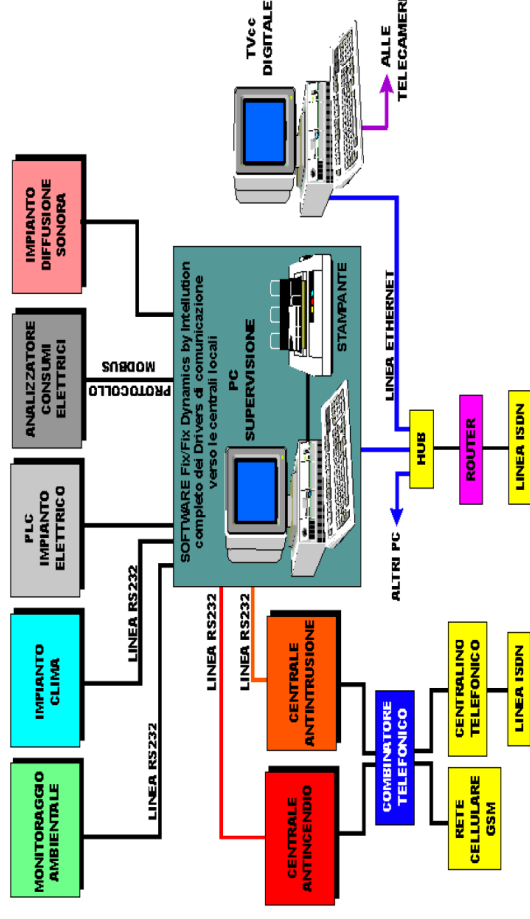 MONITORAGGIO
AMBIENTALE
IMPIANTO
CLIMA
PLC
IMPIANTO
ELETTRICO
ANALIZZATORE
CONSUMI
ELETTRICI
IMPIANTO
DIFFUSIONE
SONORA
LINEA RS232
LINEA RS232
PROTOCOLLO
MODBUS
TVcc
DIGITALE
SOFTWARE Fix/Fix Dynamics by Intellution
completo dei Drivers di comunicazione
verso le centrali locali
PC
SUPERVISIONE
STAMPANTE
LINEA RS232
LINEA RS232
LINEA ETHERNET
ALLE
TELECAMERE
CENTRALE
ANTINCENDIO
CENTRALE
ANTINTRUSIONE
ALTRI PC
HUB
COMBINATORE
TELEFONICO
ROUTER
RETE
CELLULARE
GSM
CENTRALINO
TELEFONICO
LINEA ISDN
LINEA ISDN